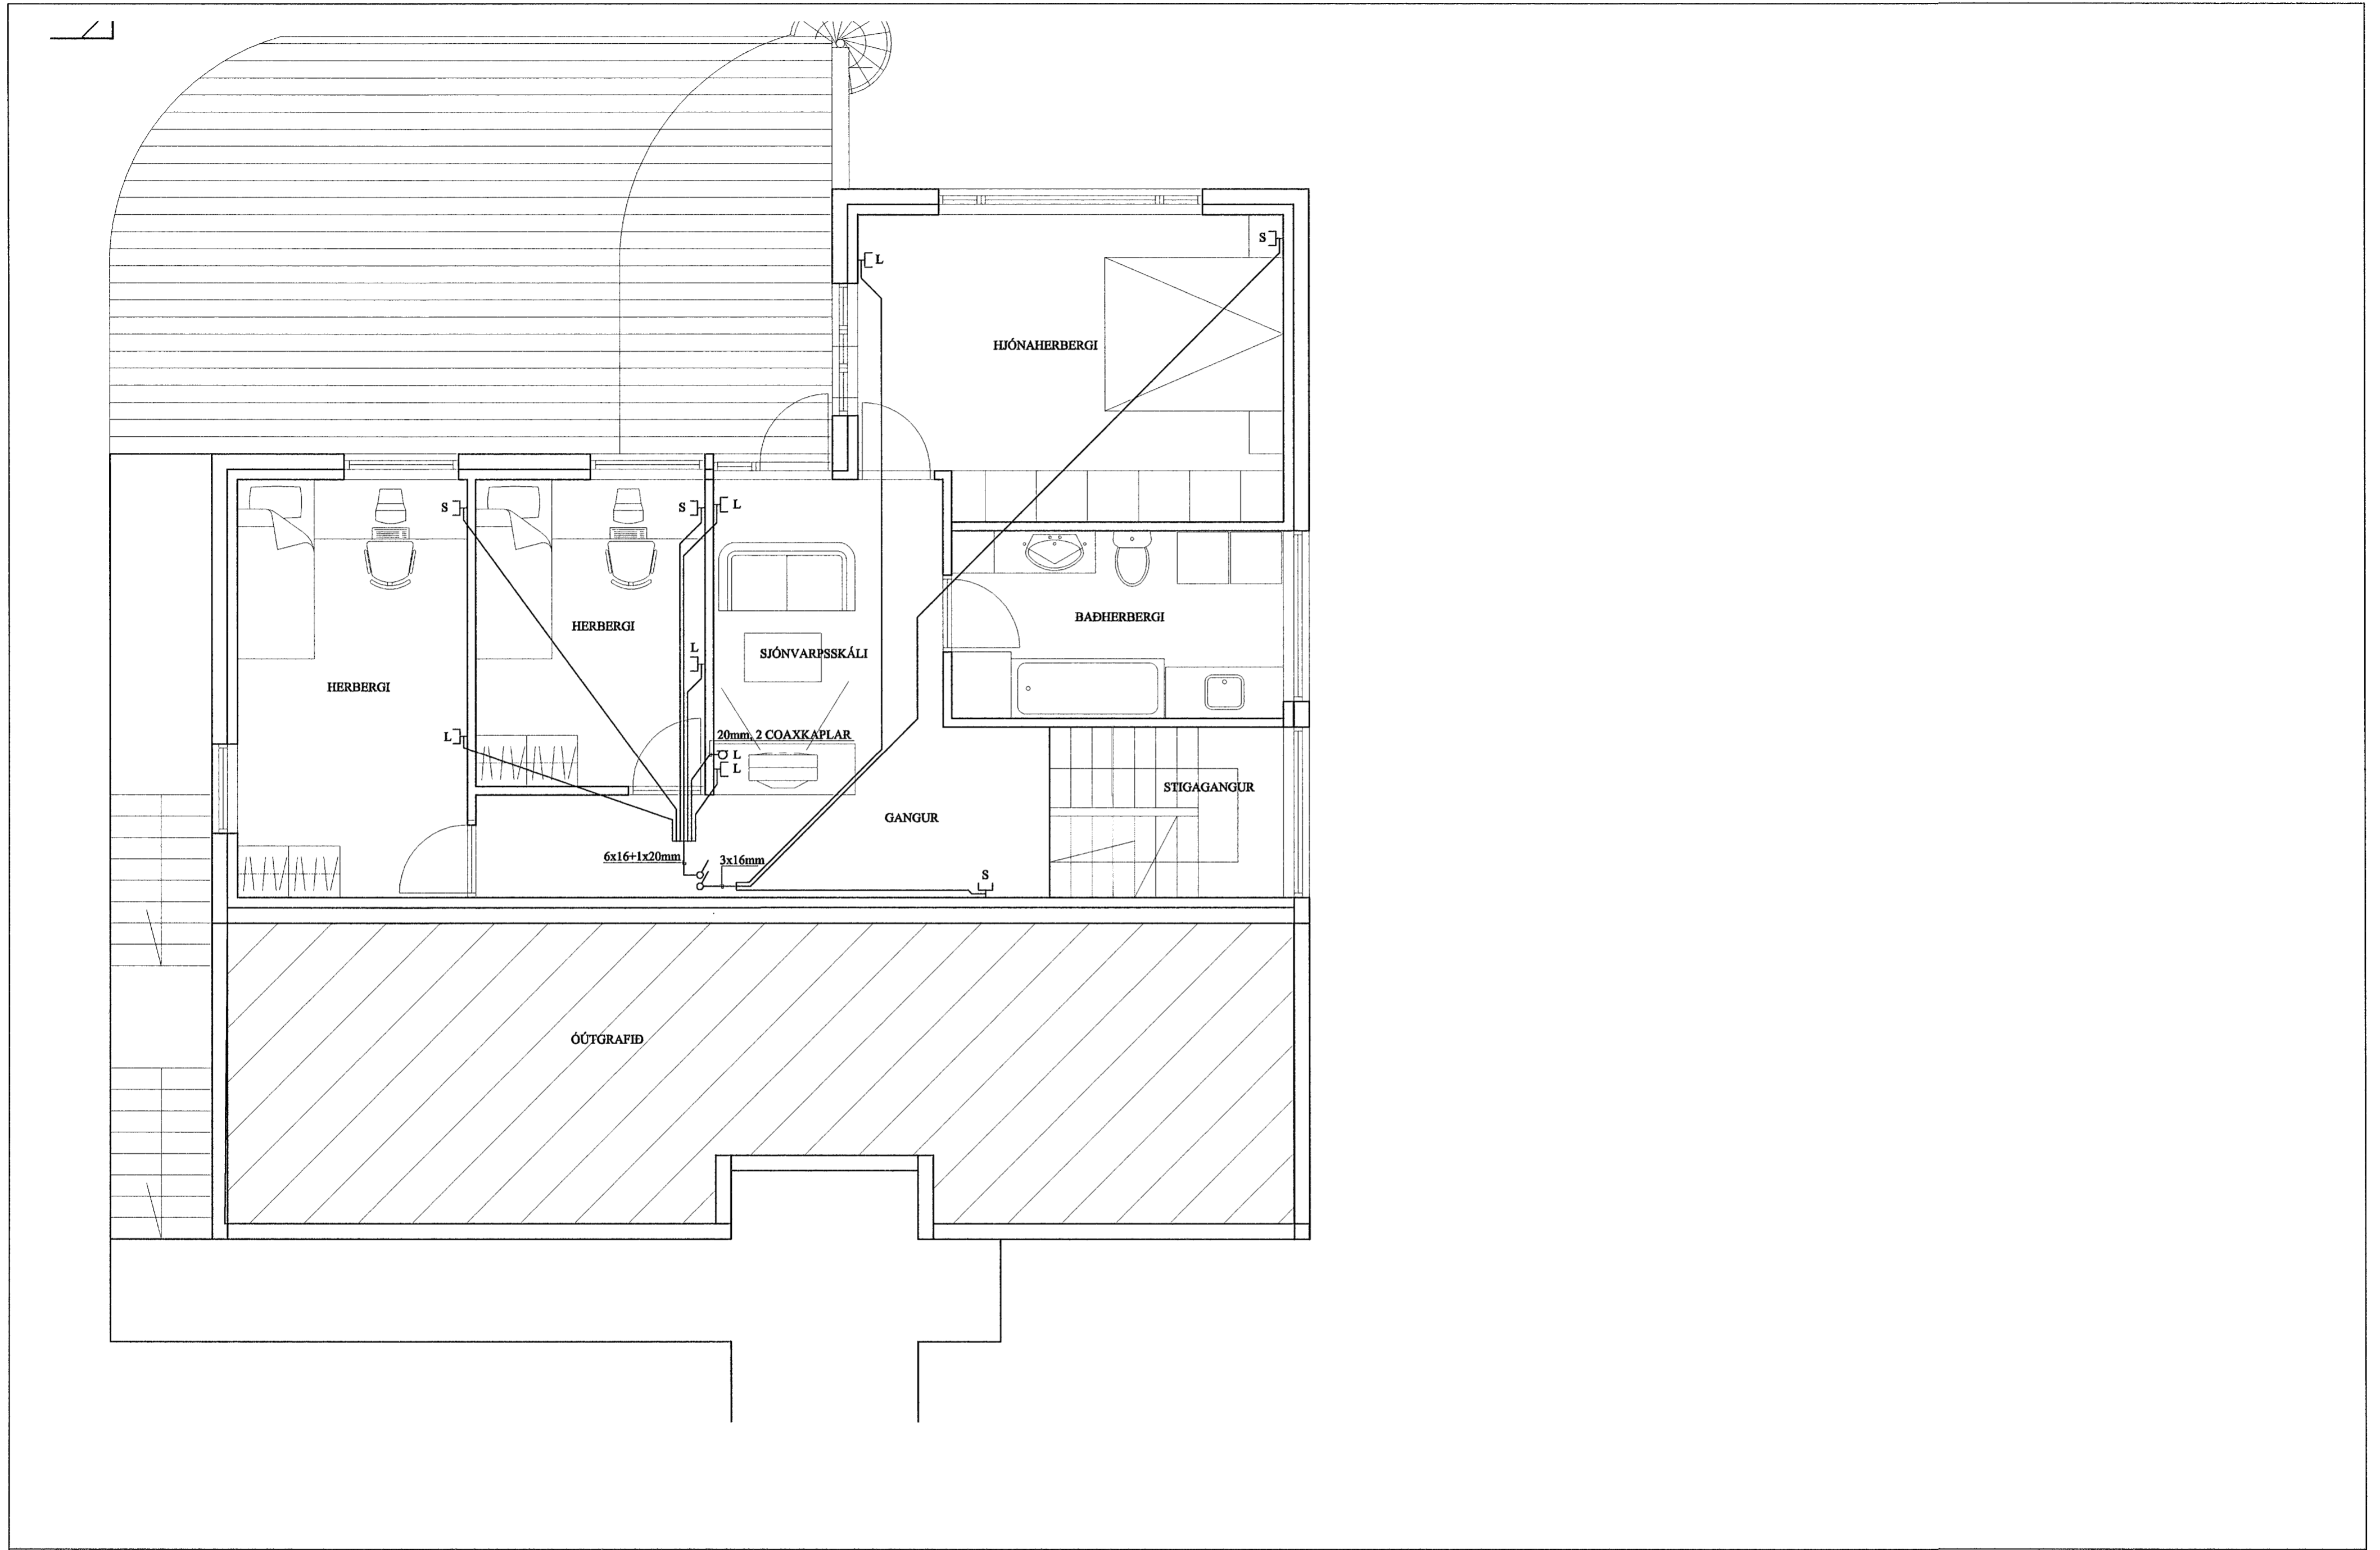 S
L
HJÓNAHERBERGI
S
S
L
BAÐHERBERGI
HERBERGI
L
SJÓNVARPSSKÁLI
HERBERGI
L
20mm, 2 COAXKAPLAR
L
L
STIGAGANGUR
GANGUR
6x16+1x20mm
3x16mm
S
ÓÚTGRAFIÐ